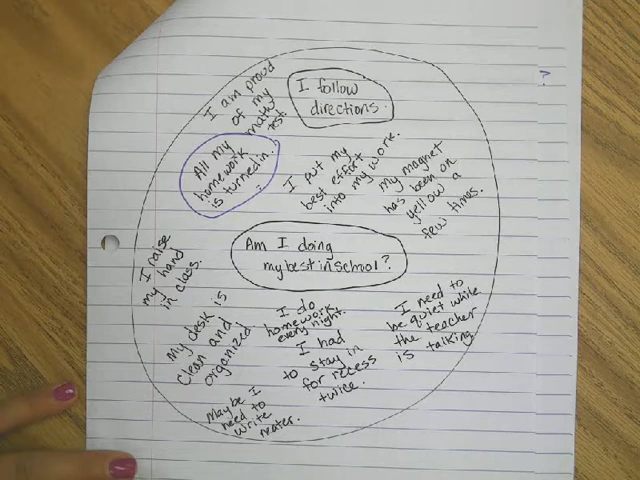 I am proud
of my
math
tst.
I follow
directions.
All my
homework
is turned in.
I put my
best effort
into my work.
My magnet
has been on
yellow a
few times.
Am I doing
my best in School?
I raise
my hand
in class.
My desk is
Clean and
organized.
I do
homework
every night.
I had
to stay in
for recess
twice.
I need to
be quiet while
the teacher
is talking.
Maybe I
need to
write
neater.